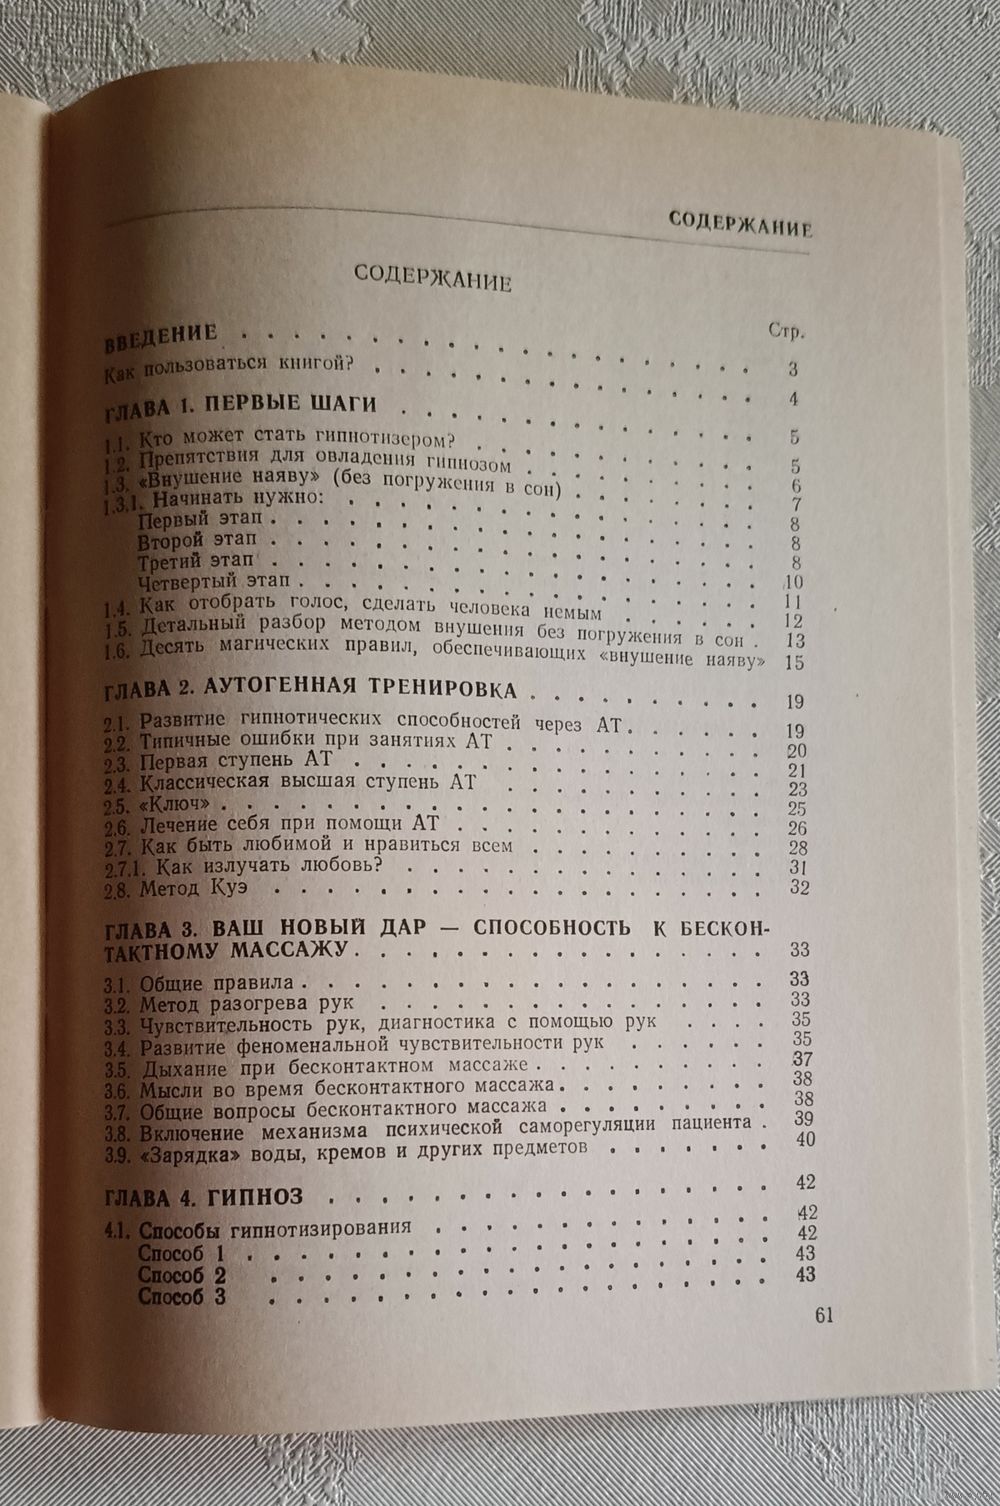 СОДЕРЖАНИЕ
СОДЕРЖАНИЕ
Стр.
ВВЕДЕНИЕ . . . . . . . . . . . . . . . . . . . . 3
Как пользоваться книгой? . . . . . . . . . . . . . . . 4
ГЛАВА 1. ПЕРВЫЕ ШАГИ . . . . . . . . . . . . . . 5
1.1. Кто может стать гипнотизером? . . . . . . . . . . . 5
1.2. Препятствия для овладения гипнозом . . . . . . . . . 6
1.3. «Внушение наяву» (без погружения в сон) . . . . . . . 7
1.3.1. Начинать нужно: . . . . . . . . . . . . . . . . 8
Первый этап . . . . . . . . . . . . . . . . . . . 8
Второй этап . . . . . . . . . . . . . . . . . . . 8
Третий этап . . . . . . . . . . . . . . . . . . . 10
Четвертый этап . . . . . . . . . . . . . . . . . . 11
1.4. Как отобрать голос, сделать человека немым . . . . . . 12
1.5. Детальный разбор методом внушения без погружения в сон . 13
1.6. Десять магических правил, обеспечивающих «внушение наяву» 15
ГЛАВА 2. АУТОГЕННАЯ ТРЕНИРОВКА . . . . . . . . . 19
2.1. Развитие гипнотических способностей через АТ . . . . . . 19
2.2. Типичные ошибки при занятиях АТ . . . . . . . . . . 20
2.3. Первая ступень АТ . . . . . . . . . . . . . . . . 21
2.4. Классическая высшая ступень АТ . . . . . . . . . . 23
2.5. «Ключ» . . . . . . . . . . . . . . . . . . . . . 25
2.6. Лечение себя при помощи АТ . . . . . . . . . . . . 26
2.7. Как быть любимой и нравиться всем . . . . . . . . . 28
2.7.1. Как излучать любовь? . . . . . . . . . . . . . . 31
2.8. Метод Куэ . . . . . . . . . . . . . . . . . . . 32
ГЛАВА 3. ВАШ НОВЫЙ ДАР — СПОСОБНОСТЬ К БЕСКОН-
ТАКТНОМУ МАССАЖУ . . . . . . . . . . . . . . . . 33
3.1. Общие правила . . . . . . . . . . . . . . . . . . 33
3.2. Метод разогрева рук . . . . . . . . . . . . . . . 33
3.3. Чувствительность рук, диагностика с помощью рук . . . . 35
3.4. Развитие феноменальной чувствительности рук . . . . . . 35
3.5. Дыхание при бесконтактном массаже . . . . . . . . . 37
3.6. Мысли во время бесконтактного массажа . . . . . . . . 38
3.7. Общие вопросы бесконтактного массажа . . . . . . . . 38
3.8. Включение механизма психической саморегуляции пациента . 39
3.9. «Зарядка» воды, кремов и других предметов . . . . . . . 40
ГЛАВА 4. ГИПНОЗ . . . . . . . . . . . . . . . . . 42
4.1. Способы гипнотизирования . . . . . . . . . . . . . 42
Способ 1 . . . . . . . . . . . . . . . . . . . . 42
Способ 2 . . . . . . . . . . . . . . . . . . . . 43
Способ 3 . . . . . . . . . . . . . . . . . . . . 43
61